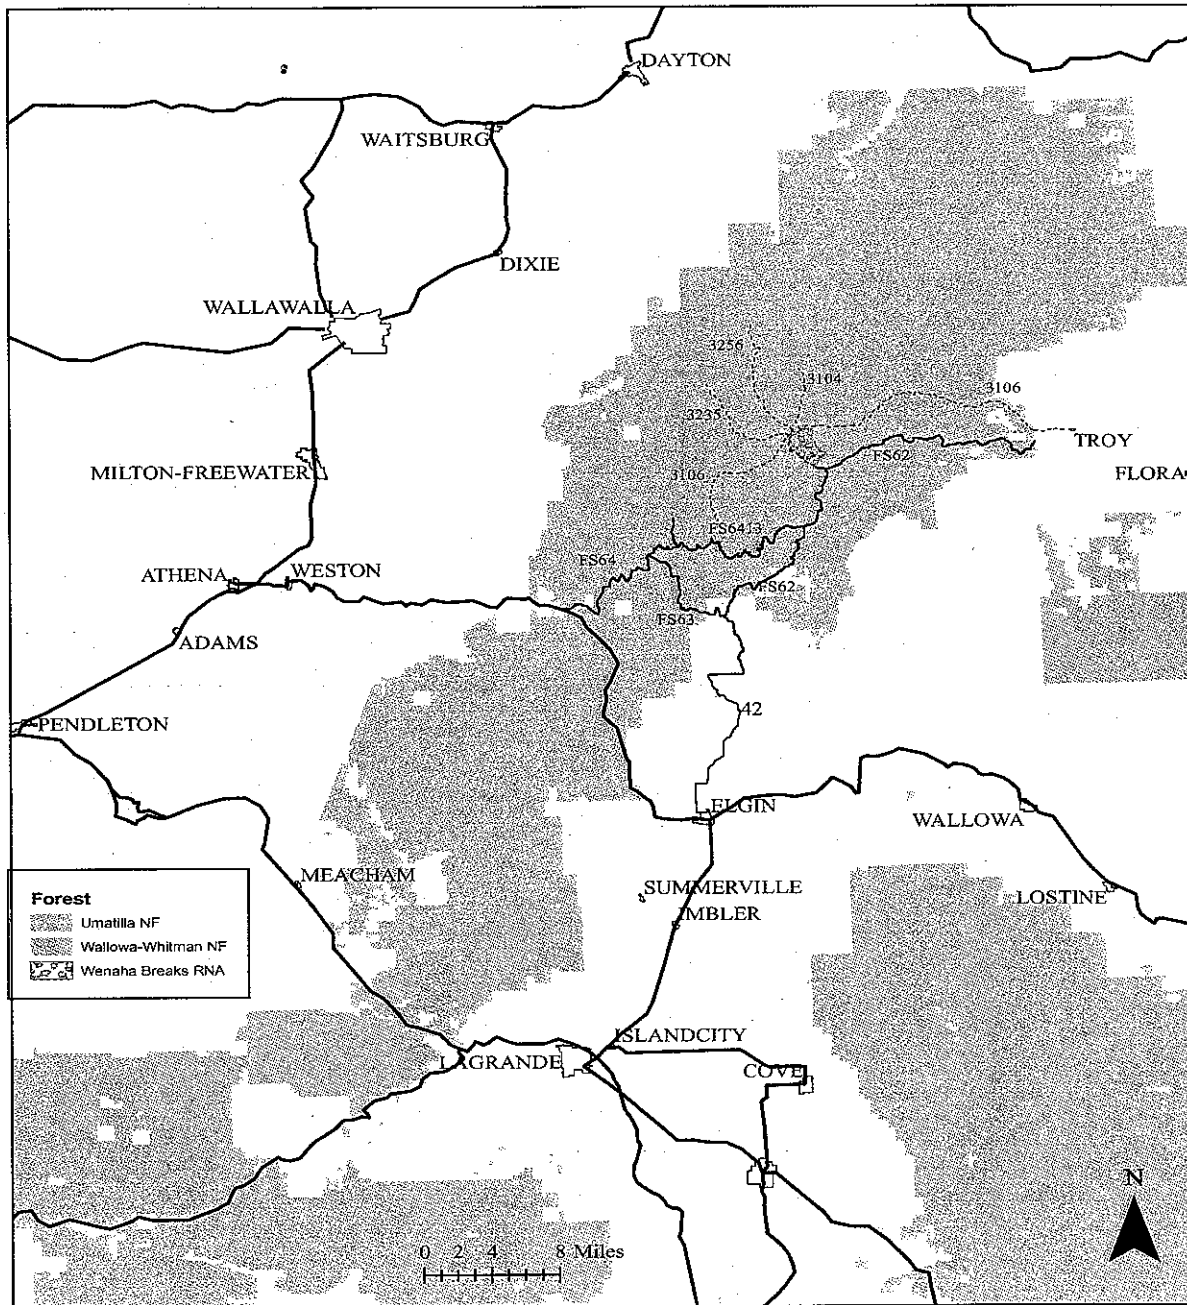 DAYTON
WAITSBURG
DIXIE
WALLAWALLA
3256
3104
3106
3235
TROY
FS62
MILTON-FREEWATER
3106
FLORA
FS6413
FS64
ATHENA
WESTON
FS62
FS63
ADAMS
42
PENDLETON
ELGIN
WALLOWA
MEACHAM
SUMMERVILLE
LOSTINE
IMBLER
Forest
Umatilla NF
Wallowa-Whitman NF
Wenaha Breaks RNA
ISLANDCITY
LAGRANDE
COVE
N
0 2 4 8 Miles